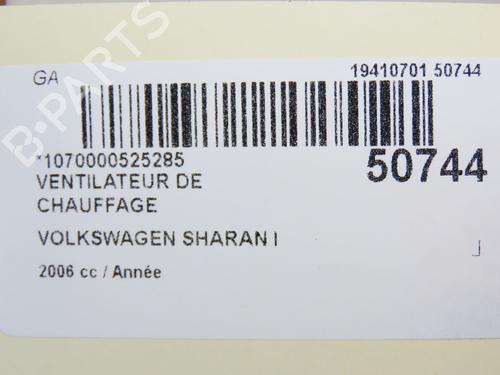 GA
19410701 50744
*1070000525285
50744
VENTILATEUR DE
CHAUFFAGE
VOLKSWAGEN SHARAN I
2006 cc / Année
B-PARTS